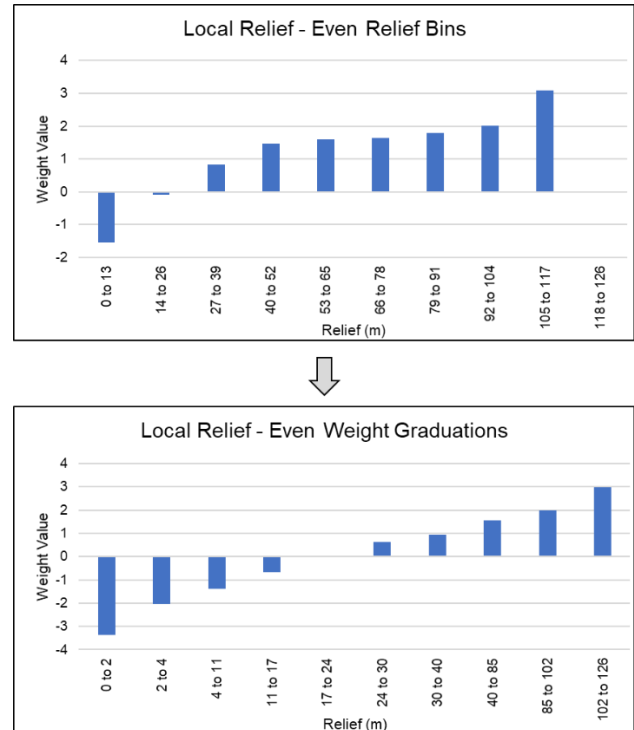 Local Relief - Even Relief Bins
4
3
2
1
0
-1
-2
Weight Value
0 to 13
14 to 26
27 to 39
40 to 52
53 to 65
66 to 78
79 to 91
92 to 104
105 to 117
118 to 126
Relief (m)
Local Relief - Even Weight Graduations
4
3
2
1
0
-1
-2
-3
-4
Weight Value
0 to 2
2 to 4
4 to 11
11 to 17
17 to 24
24 to 30
30 to 40
40 to 85
85 to 102
102 to 126
Relief (m)